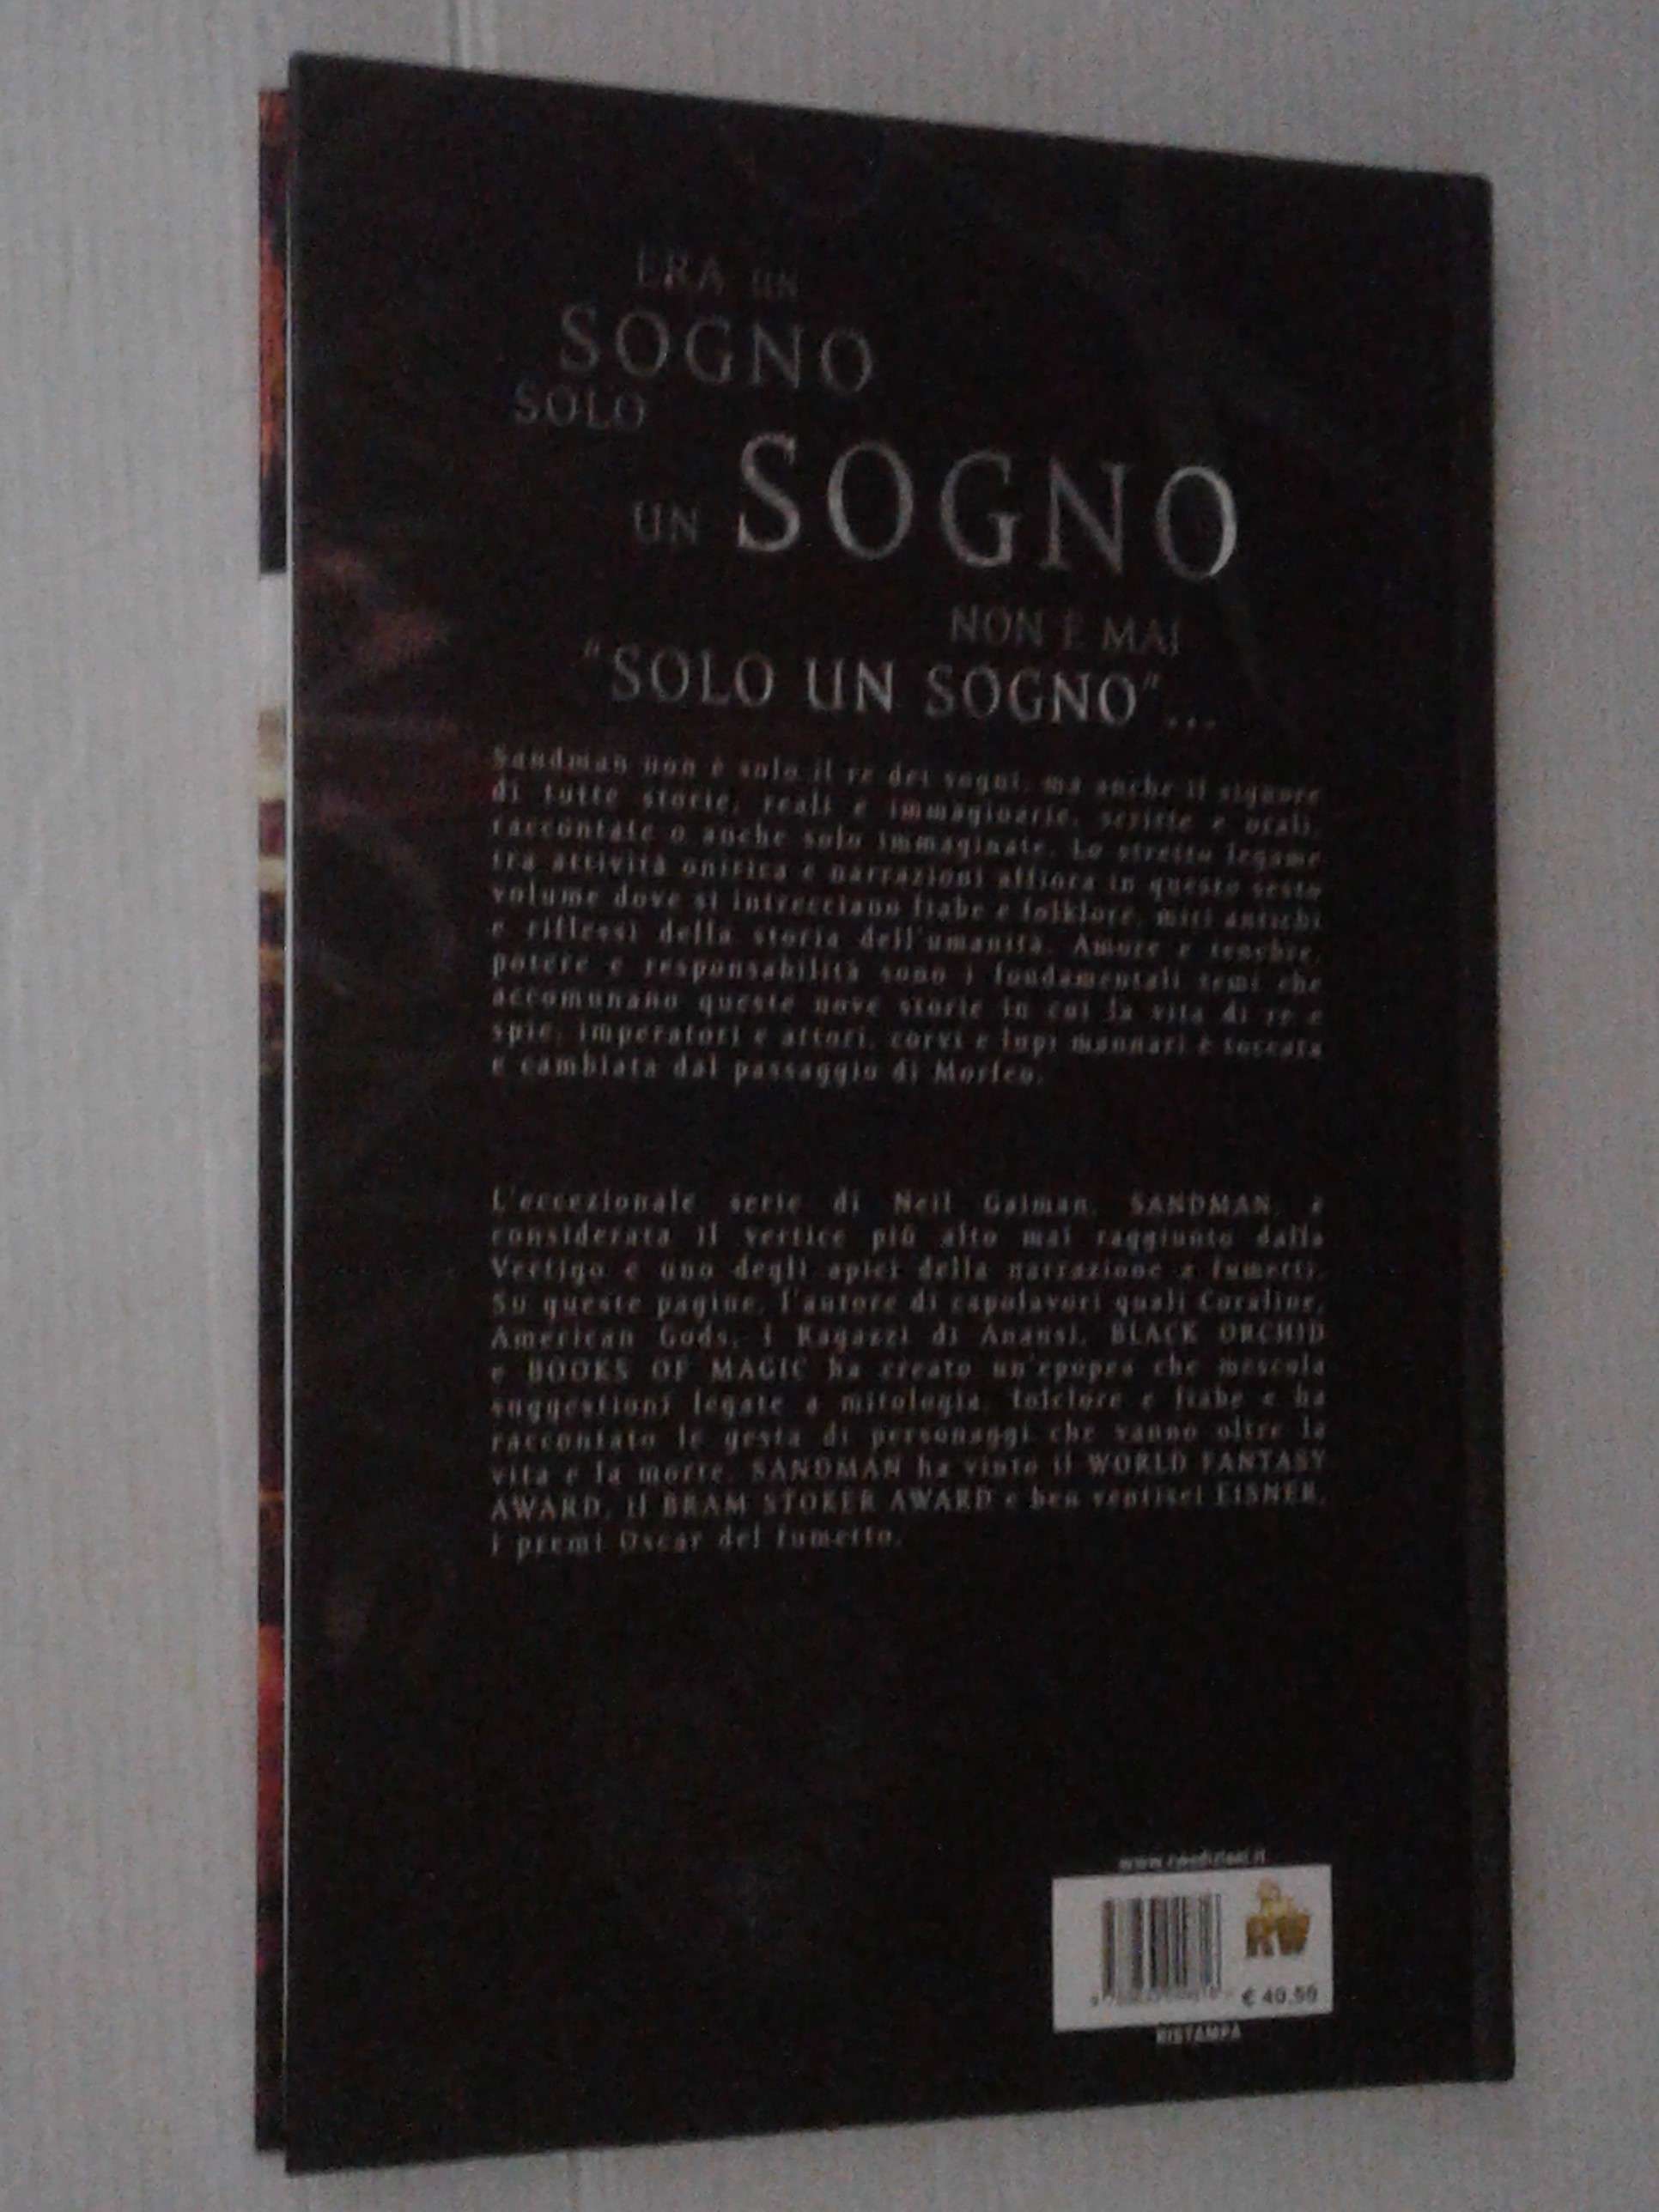 ERA UN
SOGNO
SOLO
UN SOGNO
NON È MAI
"SOLO UN SOGNO"...
Sandman non è solo il re dei sogni, ma anche il signore
di tutte storie, reali e immaginarie, scritte e orali,
raccontate o anche solo immaginate. Lo stretto legame
tra attività onirica e narrazioni affiora in questo sesto
volume dove si intrecciano fiabe e folklore, miti antichi
e riflessi della storia dell'umanità. Amore e tenebre,
potere e responsabilità sono i fondamentali temi che
accomunano queste nove storie in cui la vita di re e
spie, imperatori e attori, corvi e lupi mannari è toccata
e cambiata dal passaggio di Morfeo.
L'eccezionale serie di Neil Gaiman, SANDMAN, è
considerata il vertice più alto mai raggiunto dalla
Vertigo e uno degli apici della narrazione a fumetti.
Su queste pagine, l'autore di capolavori quali Coraline,
American Gods, I Ragazzi di Anansi, BLACK ORCHID
e BOOKS OF MAGIC ha creato un'epopea che mescola
suggestioni legate a mitologia, folclore e fiabe e ha
raccontato le gesta di personaggi che vanno oltre la
vita e la morte. SANDMAN ha vinto il WORLD FANTASY
AWARD, il BRAM STOKER AWARD e ben ventisei EISNER,
i premi Oscar del fumetto.
www.rwedizioni.it
RW
€ 40,50
RISTAMPA